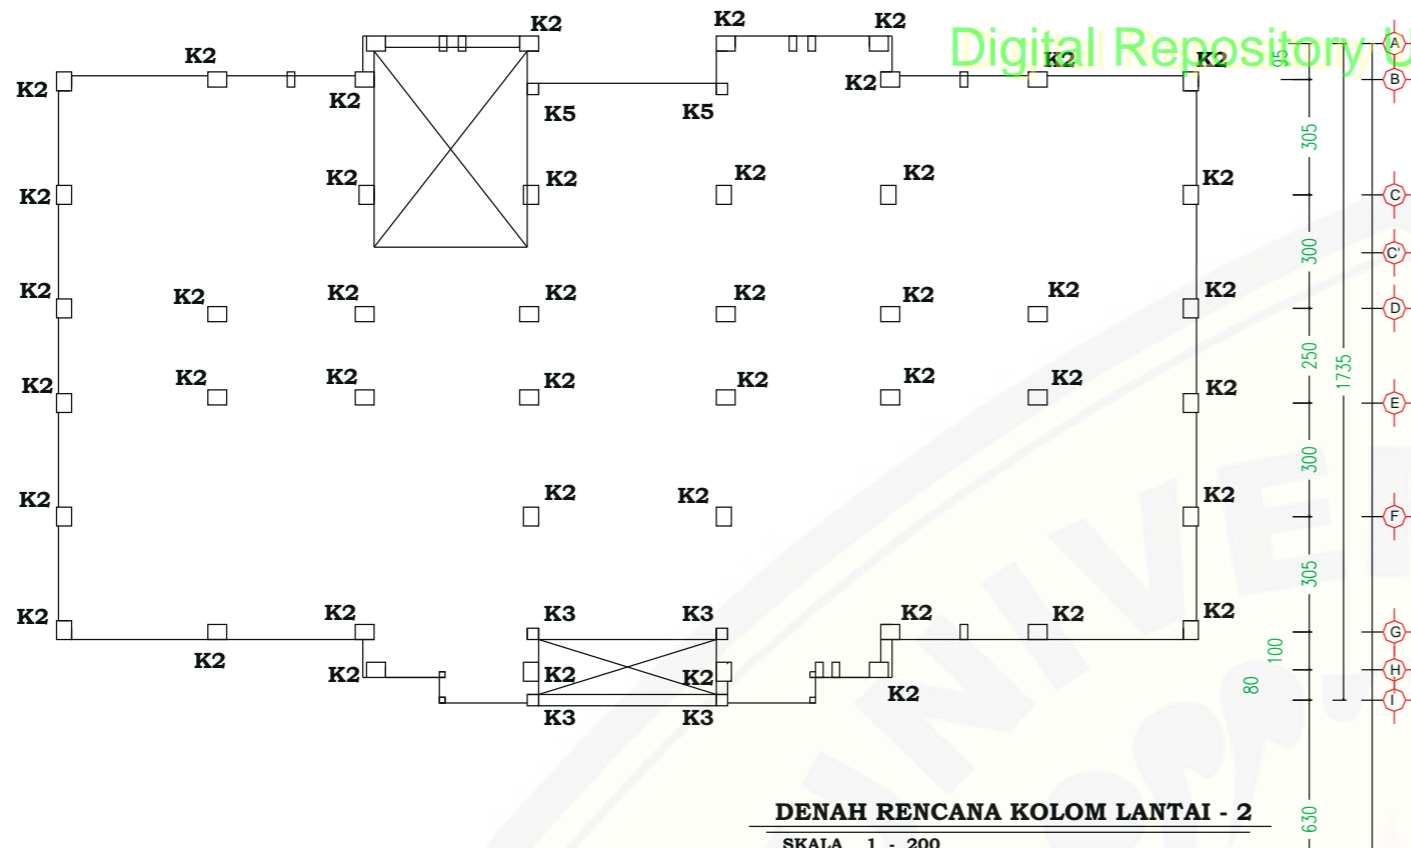 K2 K2 K2
Digital Repository U
K2 K2 K2 K2 K2 K2 A
95
K2 K5 K5 B
305
K2 K2 K2 K2 K2 K2 C
300
C'
K2 K2 K2 K2 K2 K2 K2 K2 D
250
1735
K2 K2 K2 K2 K2 K2 K2 K2 E
300
K2 K2 K2 K2 F
305
K2 K2 K3 K3 K2 K2 K2 G
K2 100
K2 K2 K2 K2 H
80
K3 K3 I
DENAH RENCANA KOLOM LANTAI - 2
630
SKALA 1 - 200
UNIVE